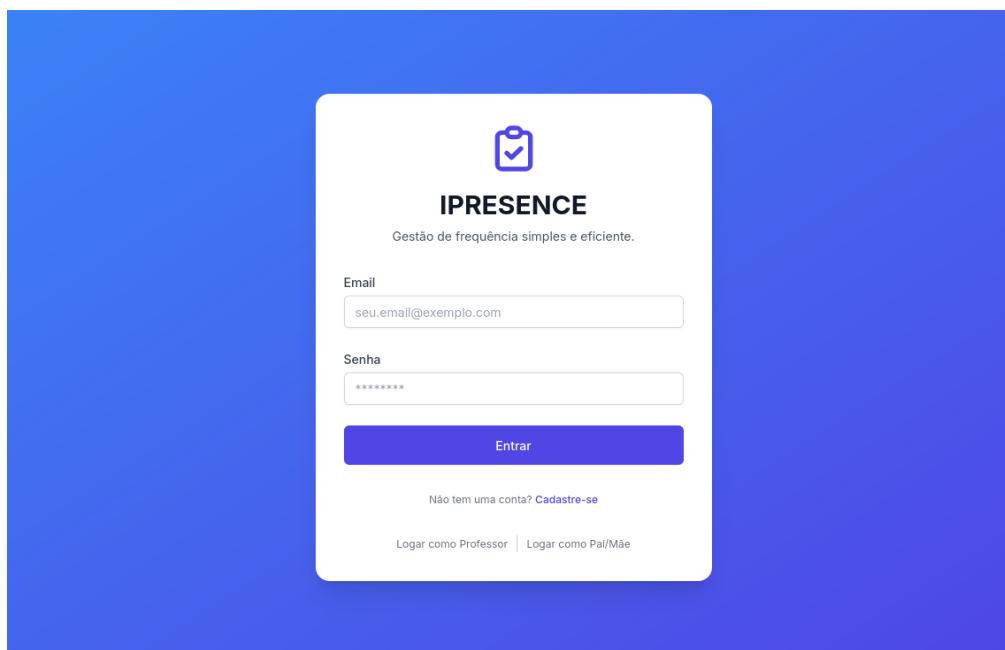 IPRESENCE
Gestão de frequência simples e eficiente.
Email
seu.email@exemplo.com
Senha
********
Entrar
Não tem uma conta? Cadastre-se
Logar como Professor
Logar como Pai/Mãe